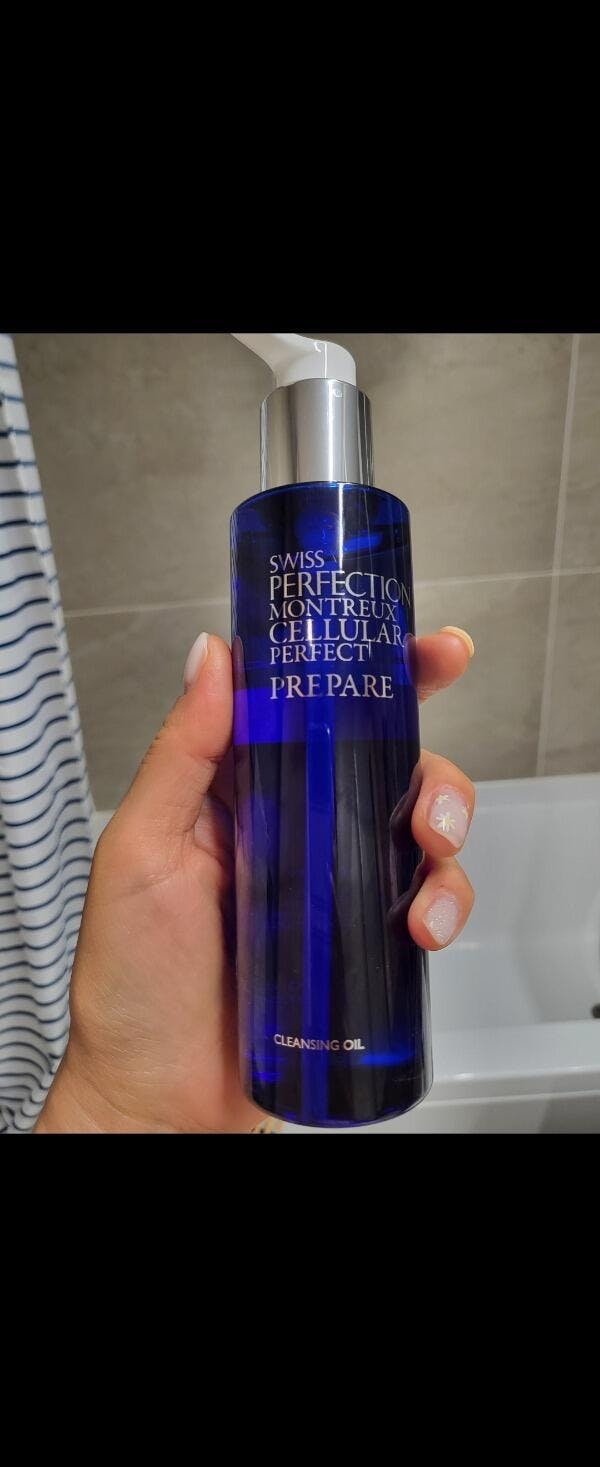 SWISS
PERFECTION
MONTREUX
CELLULAR
PERFECT
PREPARE
CLEANSING OIL